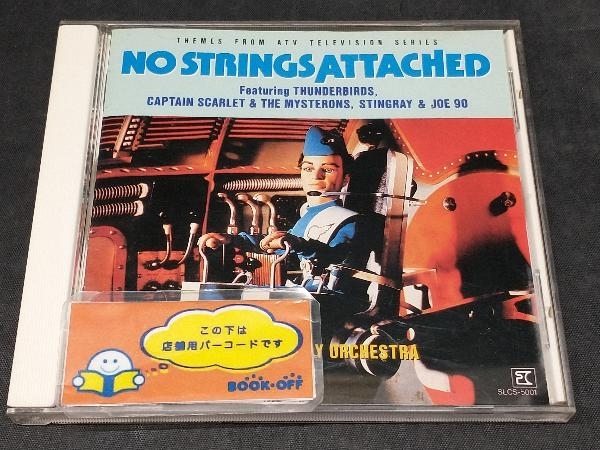 THEMES FROM ATV TELEVISION SERIES
NO STRINGS ATTACHED
Featuring THUNDERBIRDS,
CAPTAIN SCARLET & THE MYSTERONS, STINGRAY & JOE 90
Y ORCHESTRA
この下は
店舗用バーコードです
BOOK-OFF
SLCS-5001